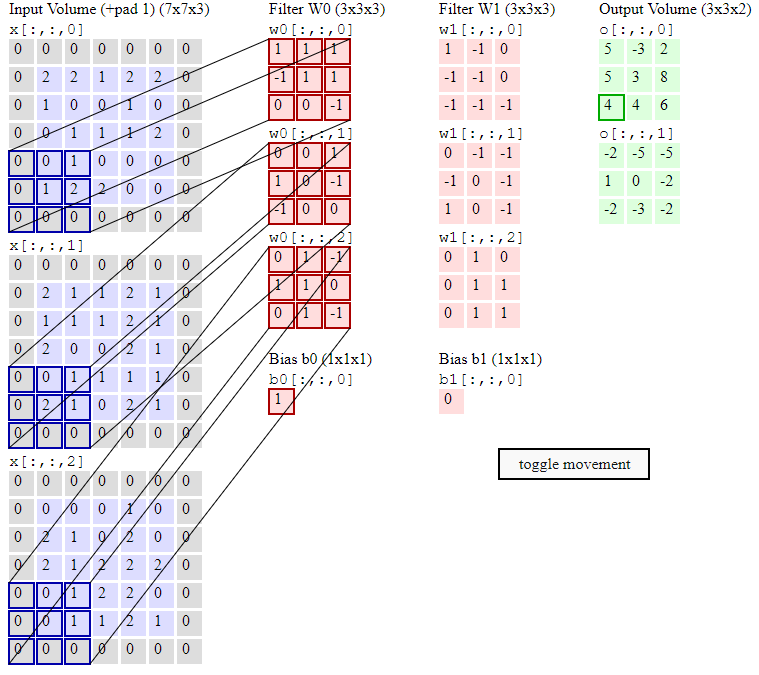 Input Volume (+pad 1) (7x7x3)
x[:,:,0]
0 0 0 0 0 0 0
0 2 2 1 2 2 0
0 1 0 0 1 0 0
0 0 1 1 1 2 0
0 0 1 0 0 0 0
0 1 2 2 0 0 0
0 0 0 0 0 0 0
x[:,:,1]
0 0 0 0 0 0 0
0 2 1 1 2 1 0
0 1 1 1 2 1 0
0 2 0 0 2 1 0
0 0 1 1 1 1 0
0 2 1 0 2 1 0
0 0 0 0 0 0 0
x[:,:,2]
0 0 0 0 0 0 0
0 0 0 0 1 0 0
0 2 1 0 2 0 0
0 2 1 2 2 2 0
0 0 1 2 2 0 0
0 0 1 1 2 1 0
0 0 0 0 0 0 0
Filter W0 (3x3x3)
w0[:,:,0]
1 1 1
-1 1 1
0 0 -1
w0[:,:,1]
0 0 1
1 0 -1
-1 0 0
w0[:,:,2]
0 1 -1
1 1 0
0 1 -1
Bias b0 (1x1x1)
b0[:,:,0]
1
Filter W1 (3x3x3)
w1[:,:,0]
1 -1 0
-1 -1 0
-1 -1 -1
w1[:,:,1]
0 -1 -1
-1 0 -1
1 0 -1
w1[:,:,2]
0 1 0
0 1 1
0 1 1
Bias b1 (1x1x1)
b1[:,:,0]
0
Output Volume (3x3x2)
o[:,:,0]
5 -3 2
5 3 8
4 4 6
o[:,:,1]
-2 -5 -5
1 0 -2
-2 -3 -2
toggle movement